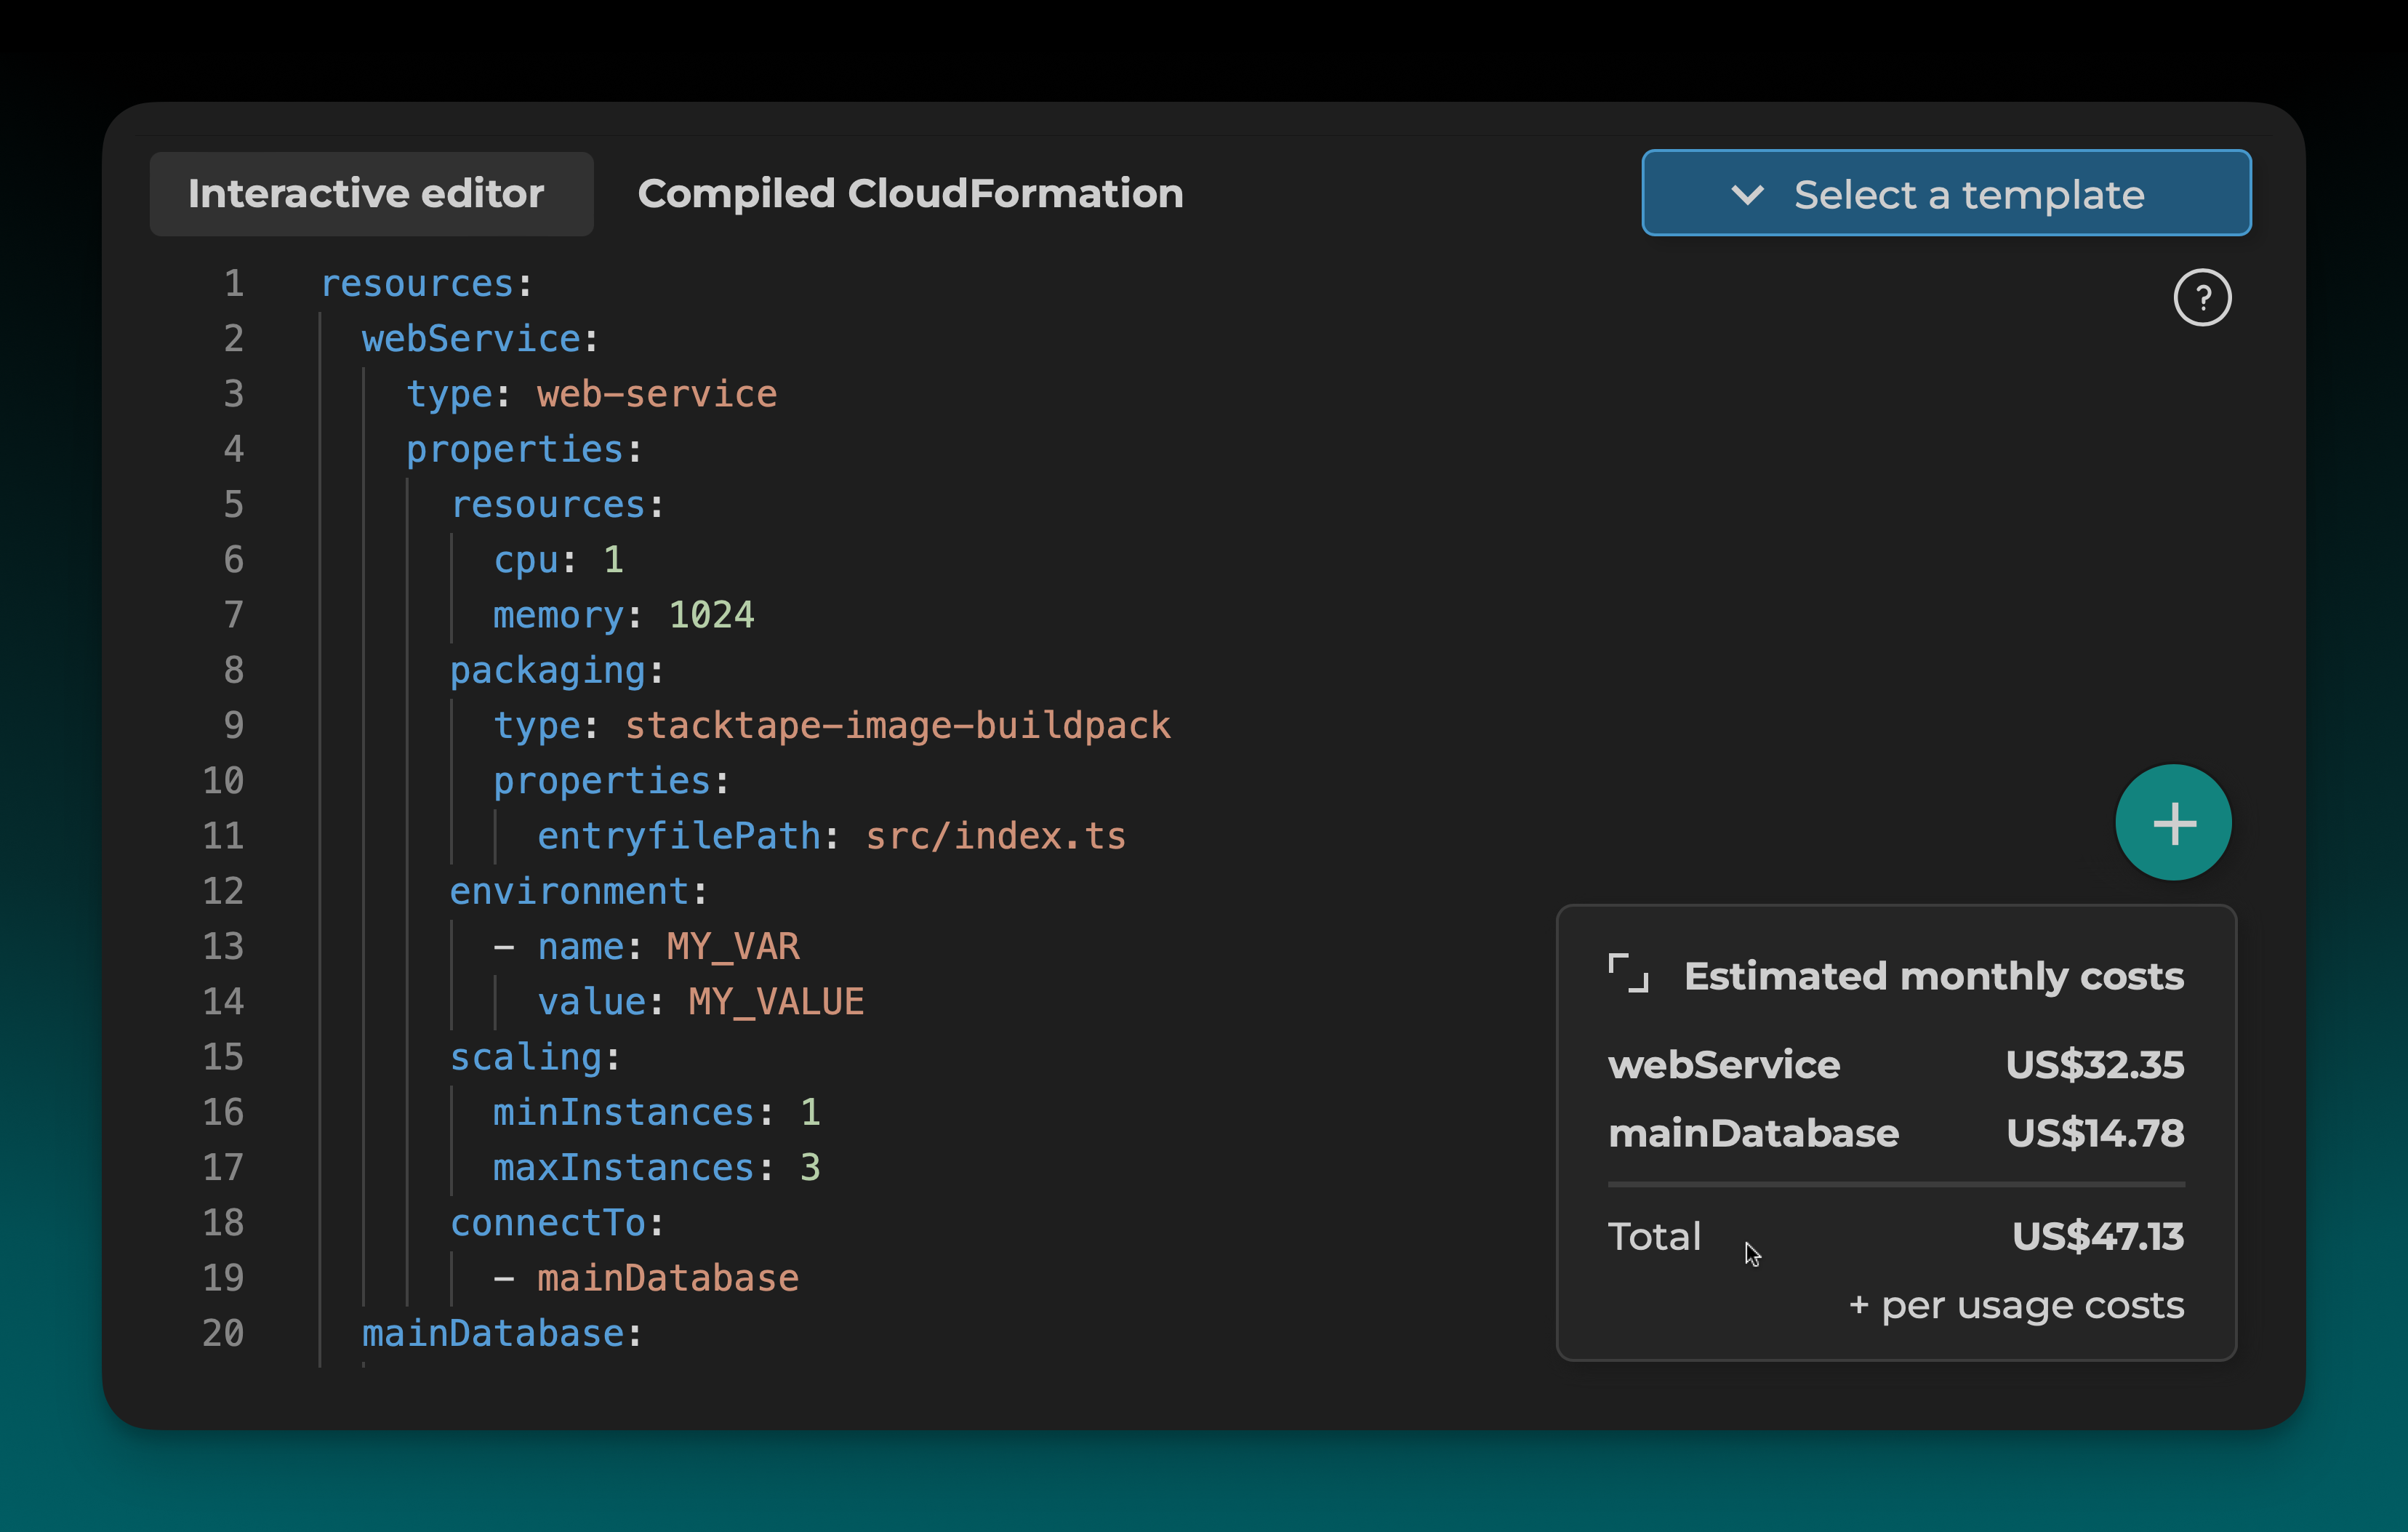 Interactive editor Compiled CloudFormation Select a template
?
1 resources:
2 webService:
3 type: web-service
4 properties:
5 resources:
6 cpu: 1
7 memory: 1024
8 packaging:
9 type: stacktape-image-buildpack
10 properties:
11 entryfilePath: src/index.ts
12 environment:
13 - name: MY_VAR
14 value: MY_VALUE
15 scaling:
16 minInstances: 1
17 maxInstances: 3
18 connectTo:
19 - mainDatabase
20 mainDatabase:
+
Estimated monthly costs
webService US$32.35
mainDatabase US$14.78
Total US$47.13
+ per usage costs